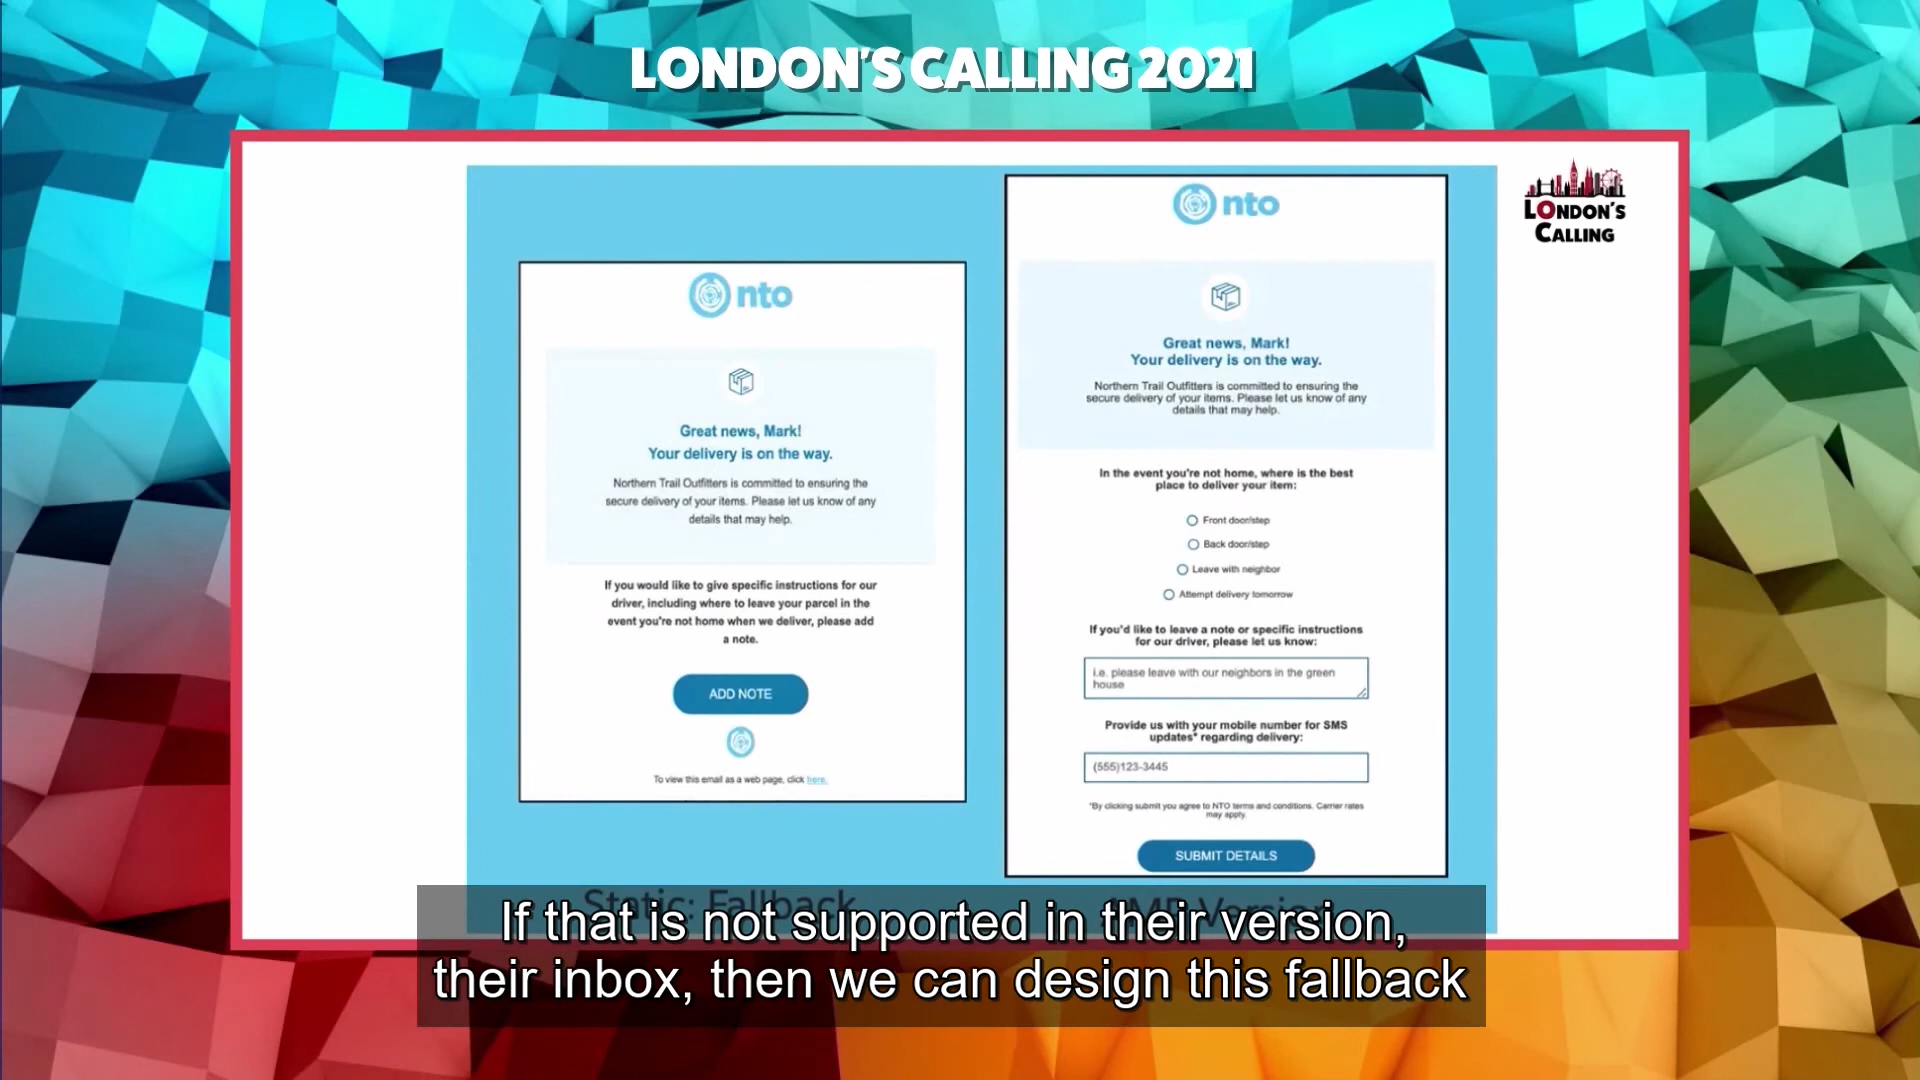 LONDON'S CALLING 2021
LONDON'S
CALLING
nto
Great news, Mark!
Your delivery is on the way.
Northern Trail Outfitters is committed to ensuring the
secure delivery of your items. Please let us know of any
details that may help.
If you would like to give specific instructions for our
driver, including where to leave your parcel in the
event you're not home when we deliver, please add
a note.
ADD NOTE
To view this email as a web page, click here.
Static: Fallback
nto
Great news, Mark!
Your delivery is on the way.
Northern Trail Outfitters is committed to ensuring the
secure delivery of your items. Please let us know of any
details that may help.
In the event you're not home, where is the best
place to deliver your item:
Front door/step
Back door/step
Leave with neighbor
Attempt delivery tomorrow
If you'd like to leave a note or specific instructions
for our driver, please let us know:
i.e. please leave with our neighbors in the green
house
Provide us with your mobile number for SMS
updates* regarding delivery:
(555)123-3445
*By clicking submit you agree to NTO terms and conditions. Carrier rates
may apply.
SUBMIT DETAILS
AMP Version
If that is not supported in their version,
their inbox, then we can design this fallback